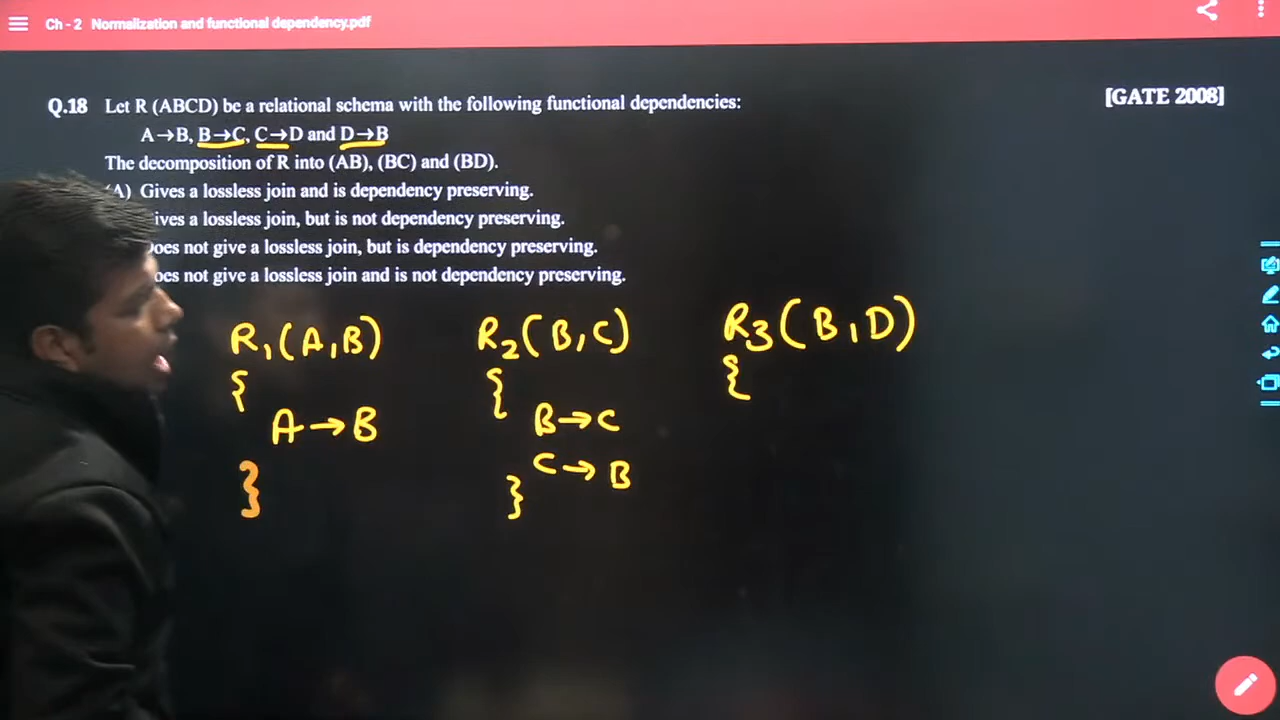 Ch - 2 Normalization and functional dependency.pdf
Q.18 Let R (ABCD) be a relational schema with the following functional dependencies: [GATE 2008]
A→B, B→C, C→D and D→B
The decomposition of R into (AB), (BC) and (BD).
A) Gives a lossless join and is dependency preserving.
ives a lossless join, but is not dependency preserving.
oes not give a lossless join, but is dependency preserving.
oes not give a lossless join and is not dependency preserving.
R1(A,B) R2(B,C) R3(B,D)
{ { {
A→B B→C
C→B
} }